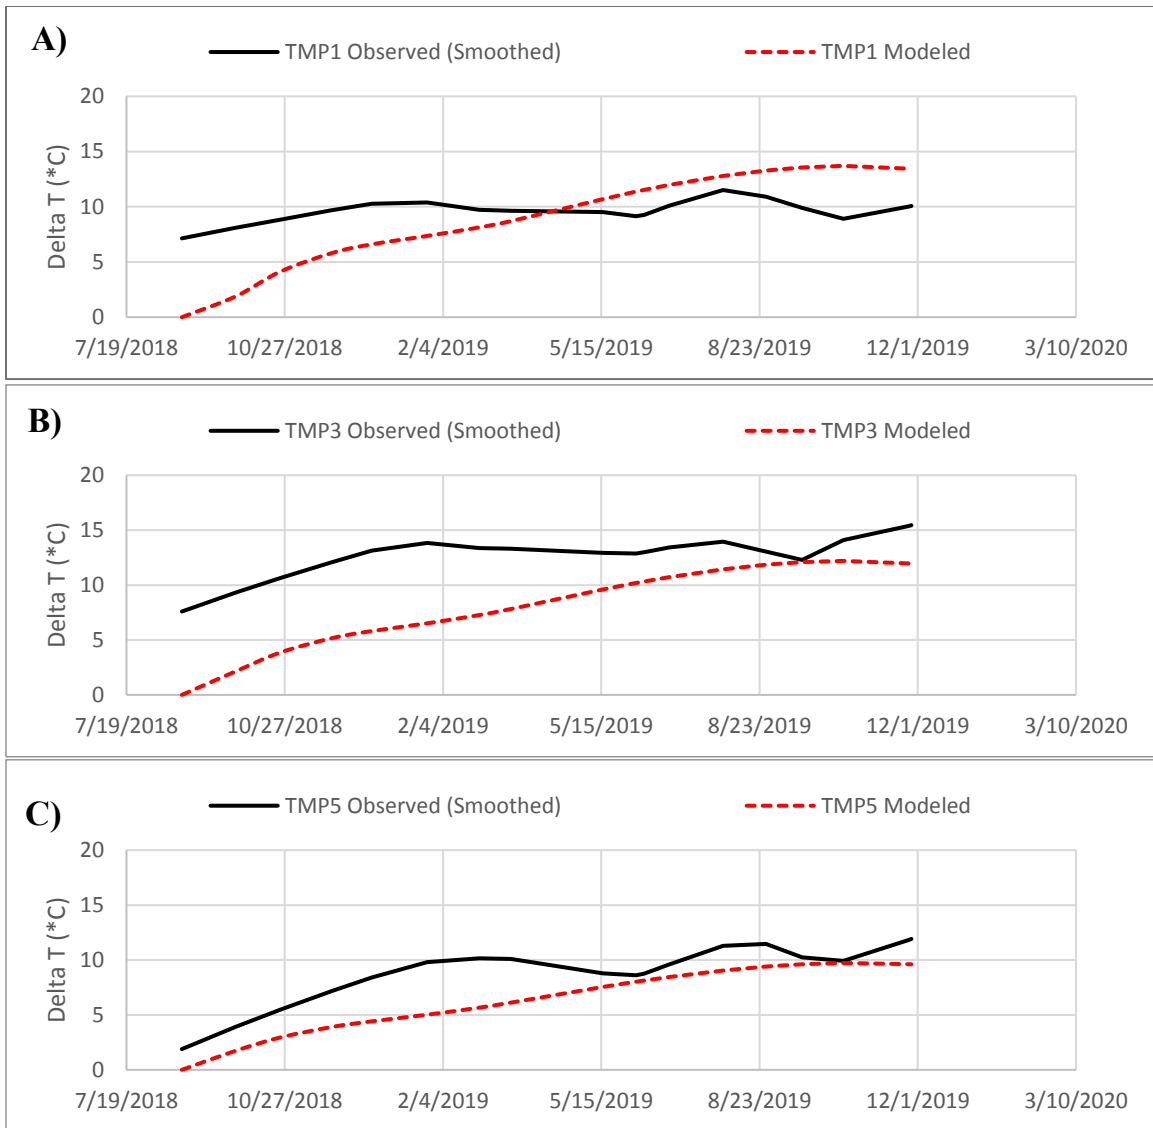 A)
TMP1 Observed (Smoothed) TMP1 Modeled
Delta T (*C)
20
15
10
5
0
7/19/2018 10/27/2018 2/4/2019 5/15/2019 8/23/2019 12/1/2019 3/10/2020
B)
TMP3 Observed (Smoothed) TMP3 Modeled
Delta T (*C)
20
15
10
5
0
7/19/2018 10/27/2018 2/4/2019 5/15/2019 8/23/2019 12/1/2019 3/10/2020
C)
TMP5 Observed (Smoothed) TMP5 Modeled
Delta T (*C)
20
15
10
5
0
7/19/2018 10/27/2018 2/4/2019 5/15/2019 8/23/2019 12/1/2019 3/10/2020